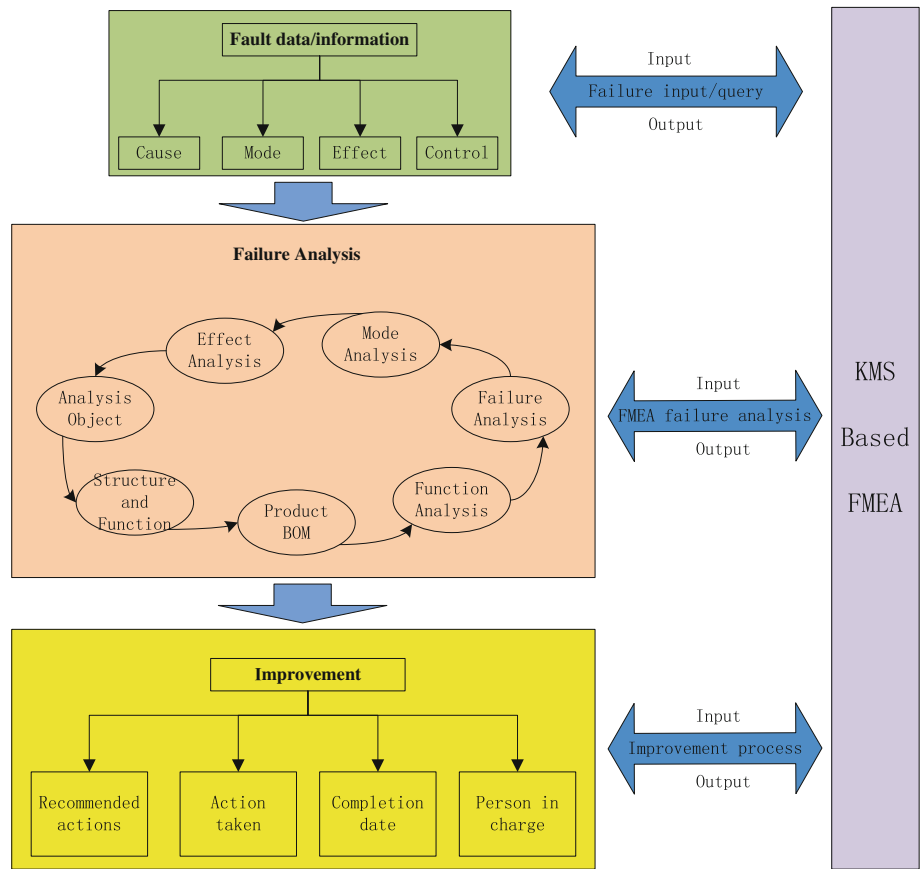 Fault data/information
Cause
Mode
Effect
Control
Input
Failure input/query
Output
Failure Analysis
Effect
Analysis
Mode
Analysis
Analysis
Object
Failure
Analysis
Structure
and
Function
Product
BOM
Function
Analysis
Input
FMEA failure analysis
Output
Improvement
Recommended
actions
Action
taken
Completion
date
Person in
charge
Input
Improvement process
Output
KMS
Based
FMEA